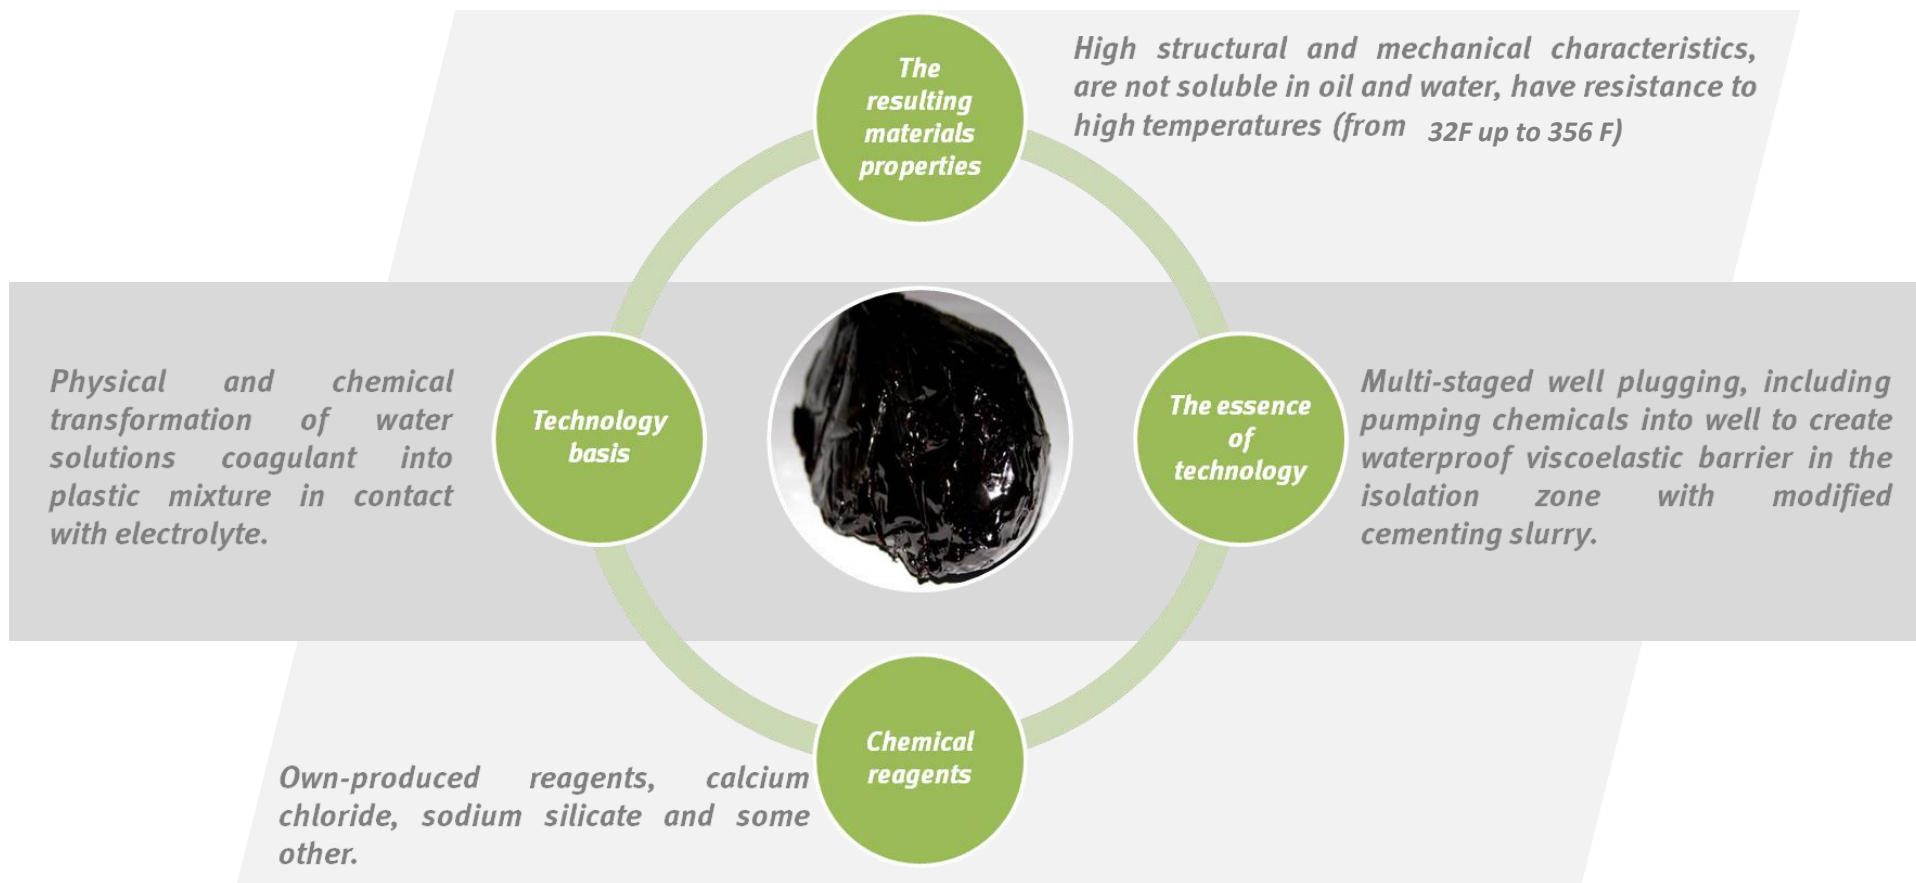 The
resulting
materials
properties
High structural and mechanical characteristics,
are not soluble in oil and water, have resistance to
high temperatures (from 32F up to 356 F)
Technology
basis
Physical and chemical
transformation of water
solutions coagulant into
plastic mixture in contact
with electrolyte.
The essence
of
technology
Multi-staged well plugging, including
pumping chemicals into well to create
waterproof viscoelastic barrier in the
isolation zone with modified
cementing slurry.
Chemical
reagents
Own-produced reagents, calcium
chloride, sodium silicate and some
other.